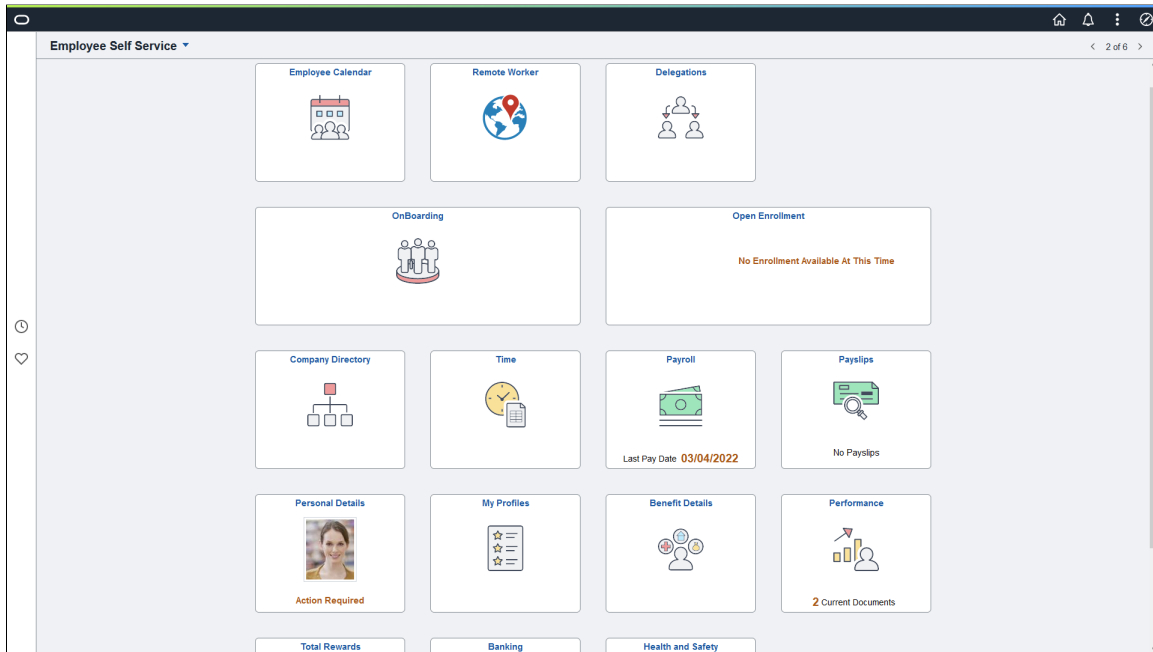 Employee Self Service
2 of 6
Employee Calendar
Remote Worker
Delegations
OnBoarding
Open Enrollment
No Enrollment Available At This Time
Company Directory
Time
Payroll
Payslips
Last Pay Date 03/04/2022
No Payslips
Personal Details
My Profiles
Benefit Details
Performance
Action Required
2 Current Documents
Total Rewards
Banking
Health and Safety